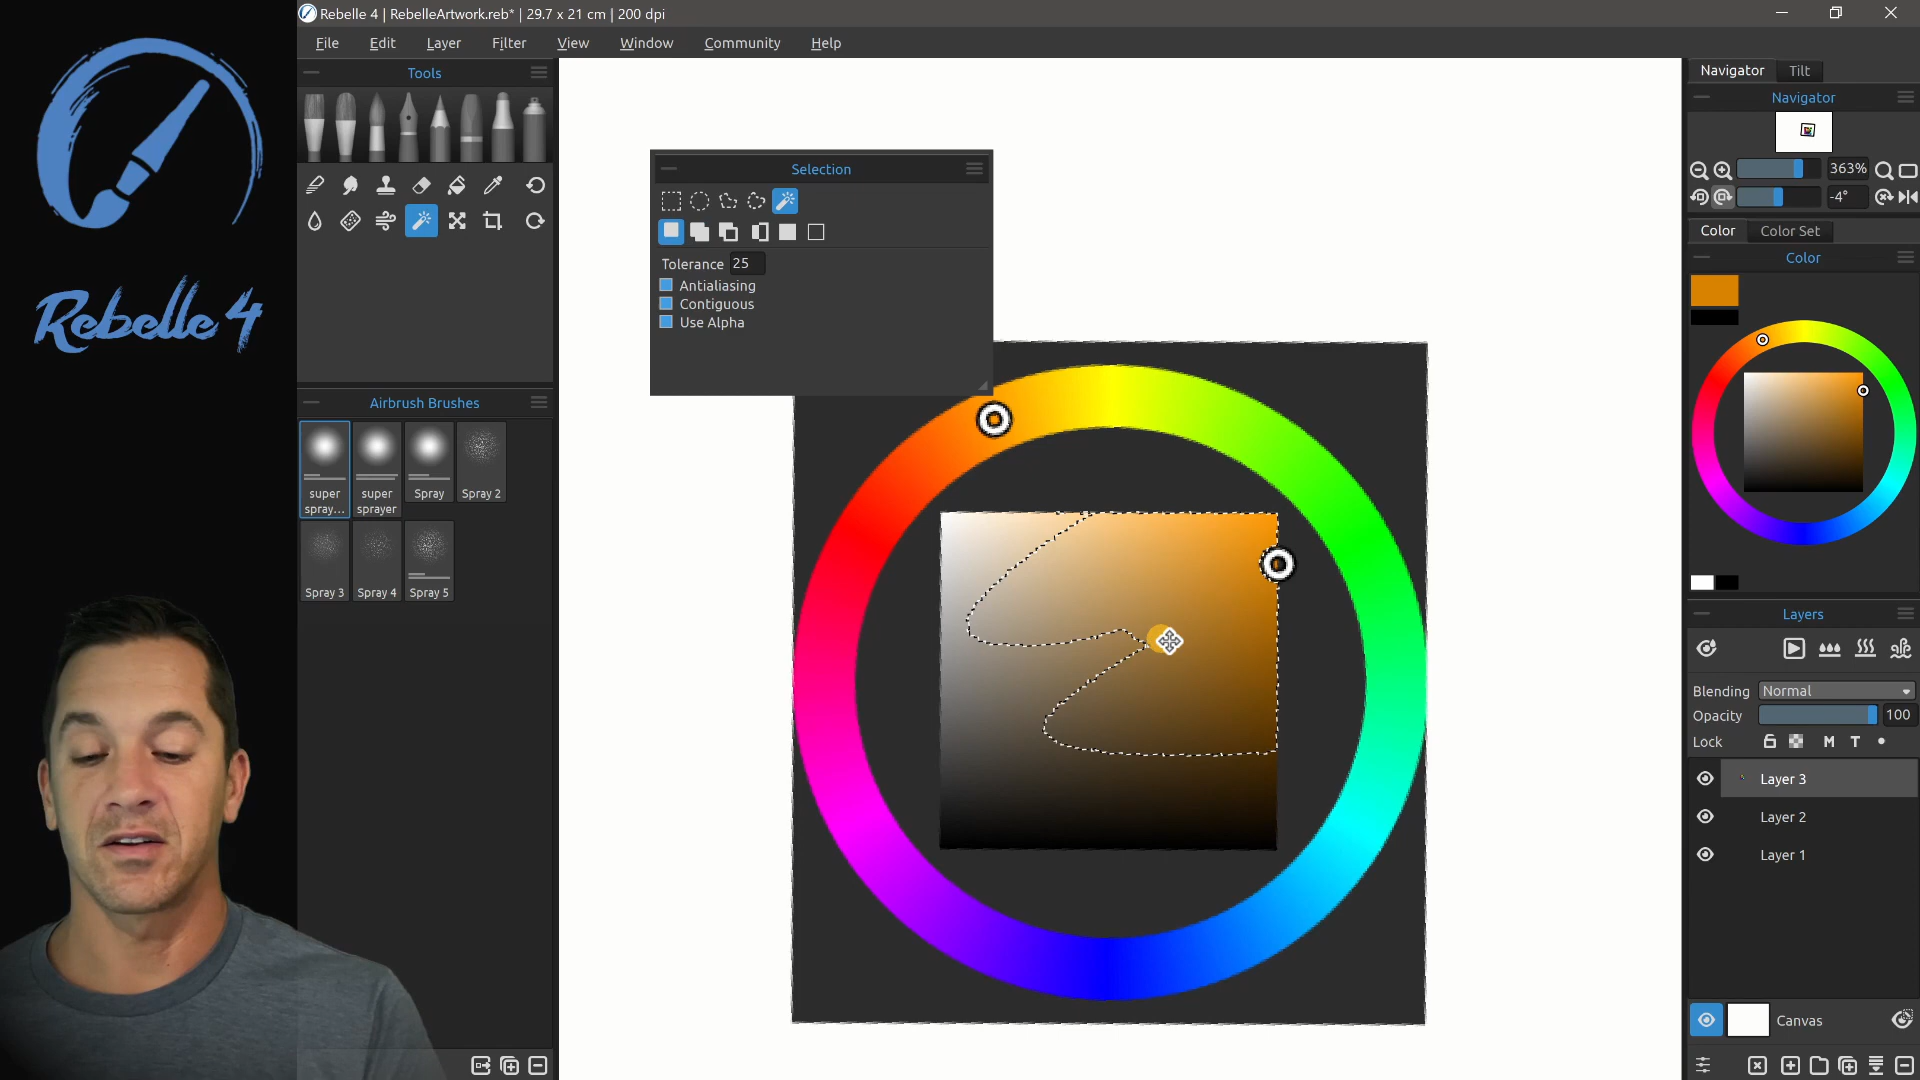 Rebelle 4 | RebelleArtwork.reb* | 29.7 x 21 cm | 200 dpi
File Edit Layer Filter View Window Community Help
Rebelle 4
Tools
Airbrush Brushes
super spray...
super sprayer
Spray
Spray 2
Spray 3
Spray 4
Spray 5
Selection
Tolerance 25
Antialiasing
Contiguous
Use Alpha
Navigator Tilt
Navigator
363%
-4°
Color Color Set
Color
Layers
Blending Normal
Opacity 100
Lock M T
Layer 3
Layer 2
Layer 1
Canvas